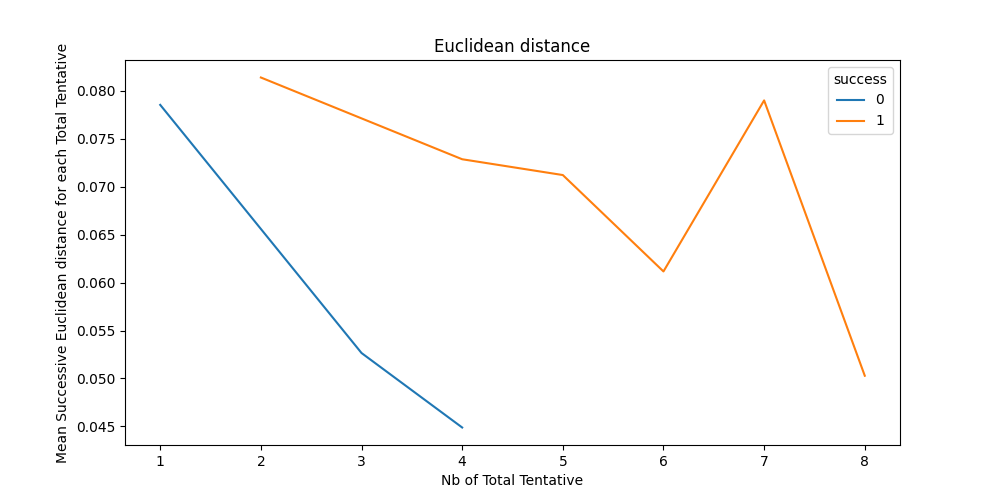 Euclidean distance
Mean Successive Euclidean distance for each Total Tentative
0.080
0.075
0.070
0.065
0.060
0.055
0.050
0.045
success
0
1
1 2 3 4 5 6 7 8
Nb of Total Tentative